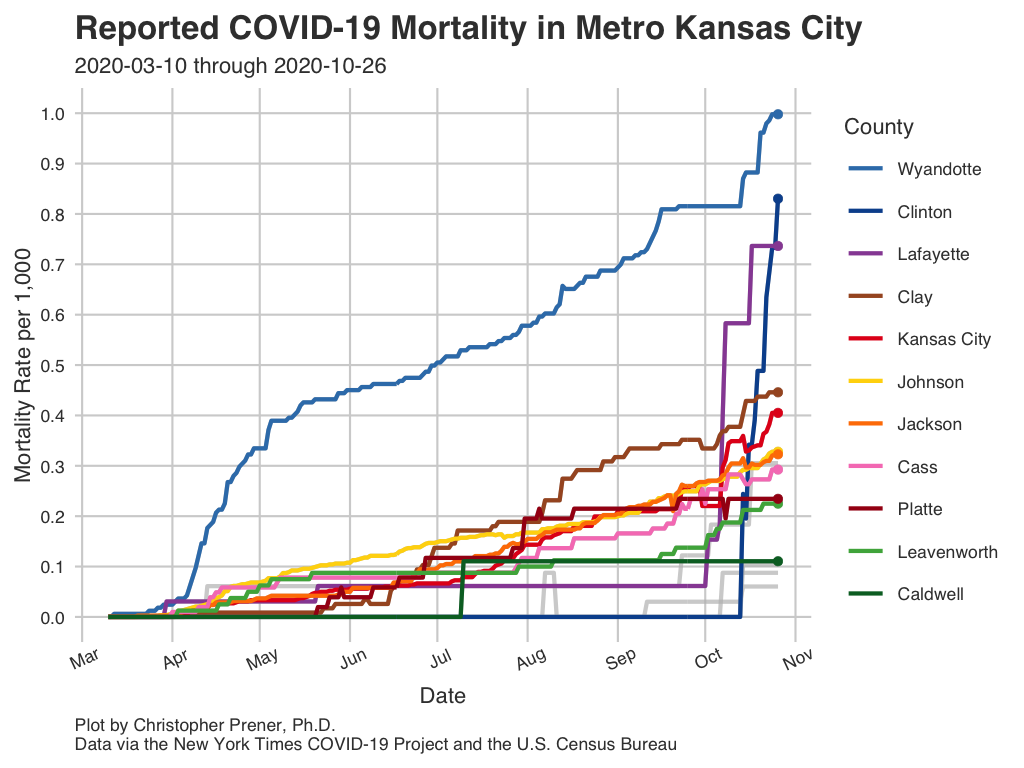 Reported COVID-19 Mortality in Metro Kansas City
2020-03-10 through 2020-10-26
Mortality Rate per 1,000
1.0
0.9
0.8
0.7
0.6
0.5
0.4
0.3
0.2
0.1
0.0
Mar
Apr
May
Jun
Jul
Aug
Sep
Oct
Nov
Date
County
Wyandotte
Clinton
Lafayette
Clay
Kansas City
Johnson
Jackson
Cass
Platte
Leavenworth
Caldwell
Plot by Christopher Prener, Ph.D.
Data via the New York Times COVID-19 Project and the U.S. Census Bureau